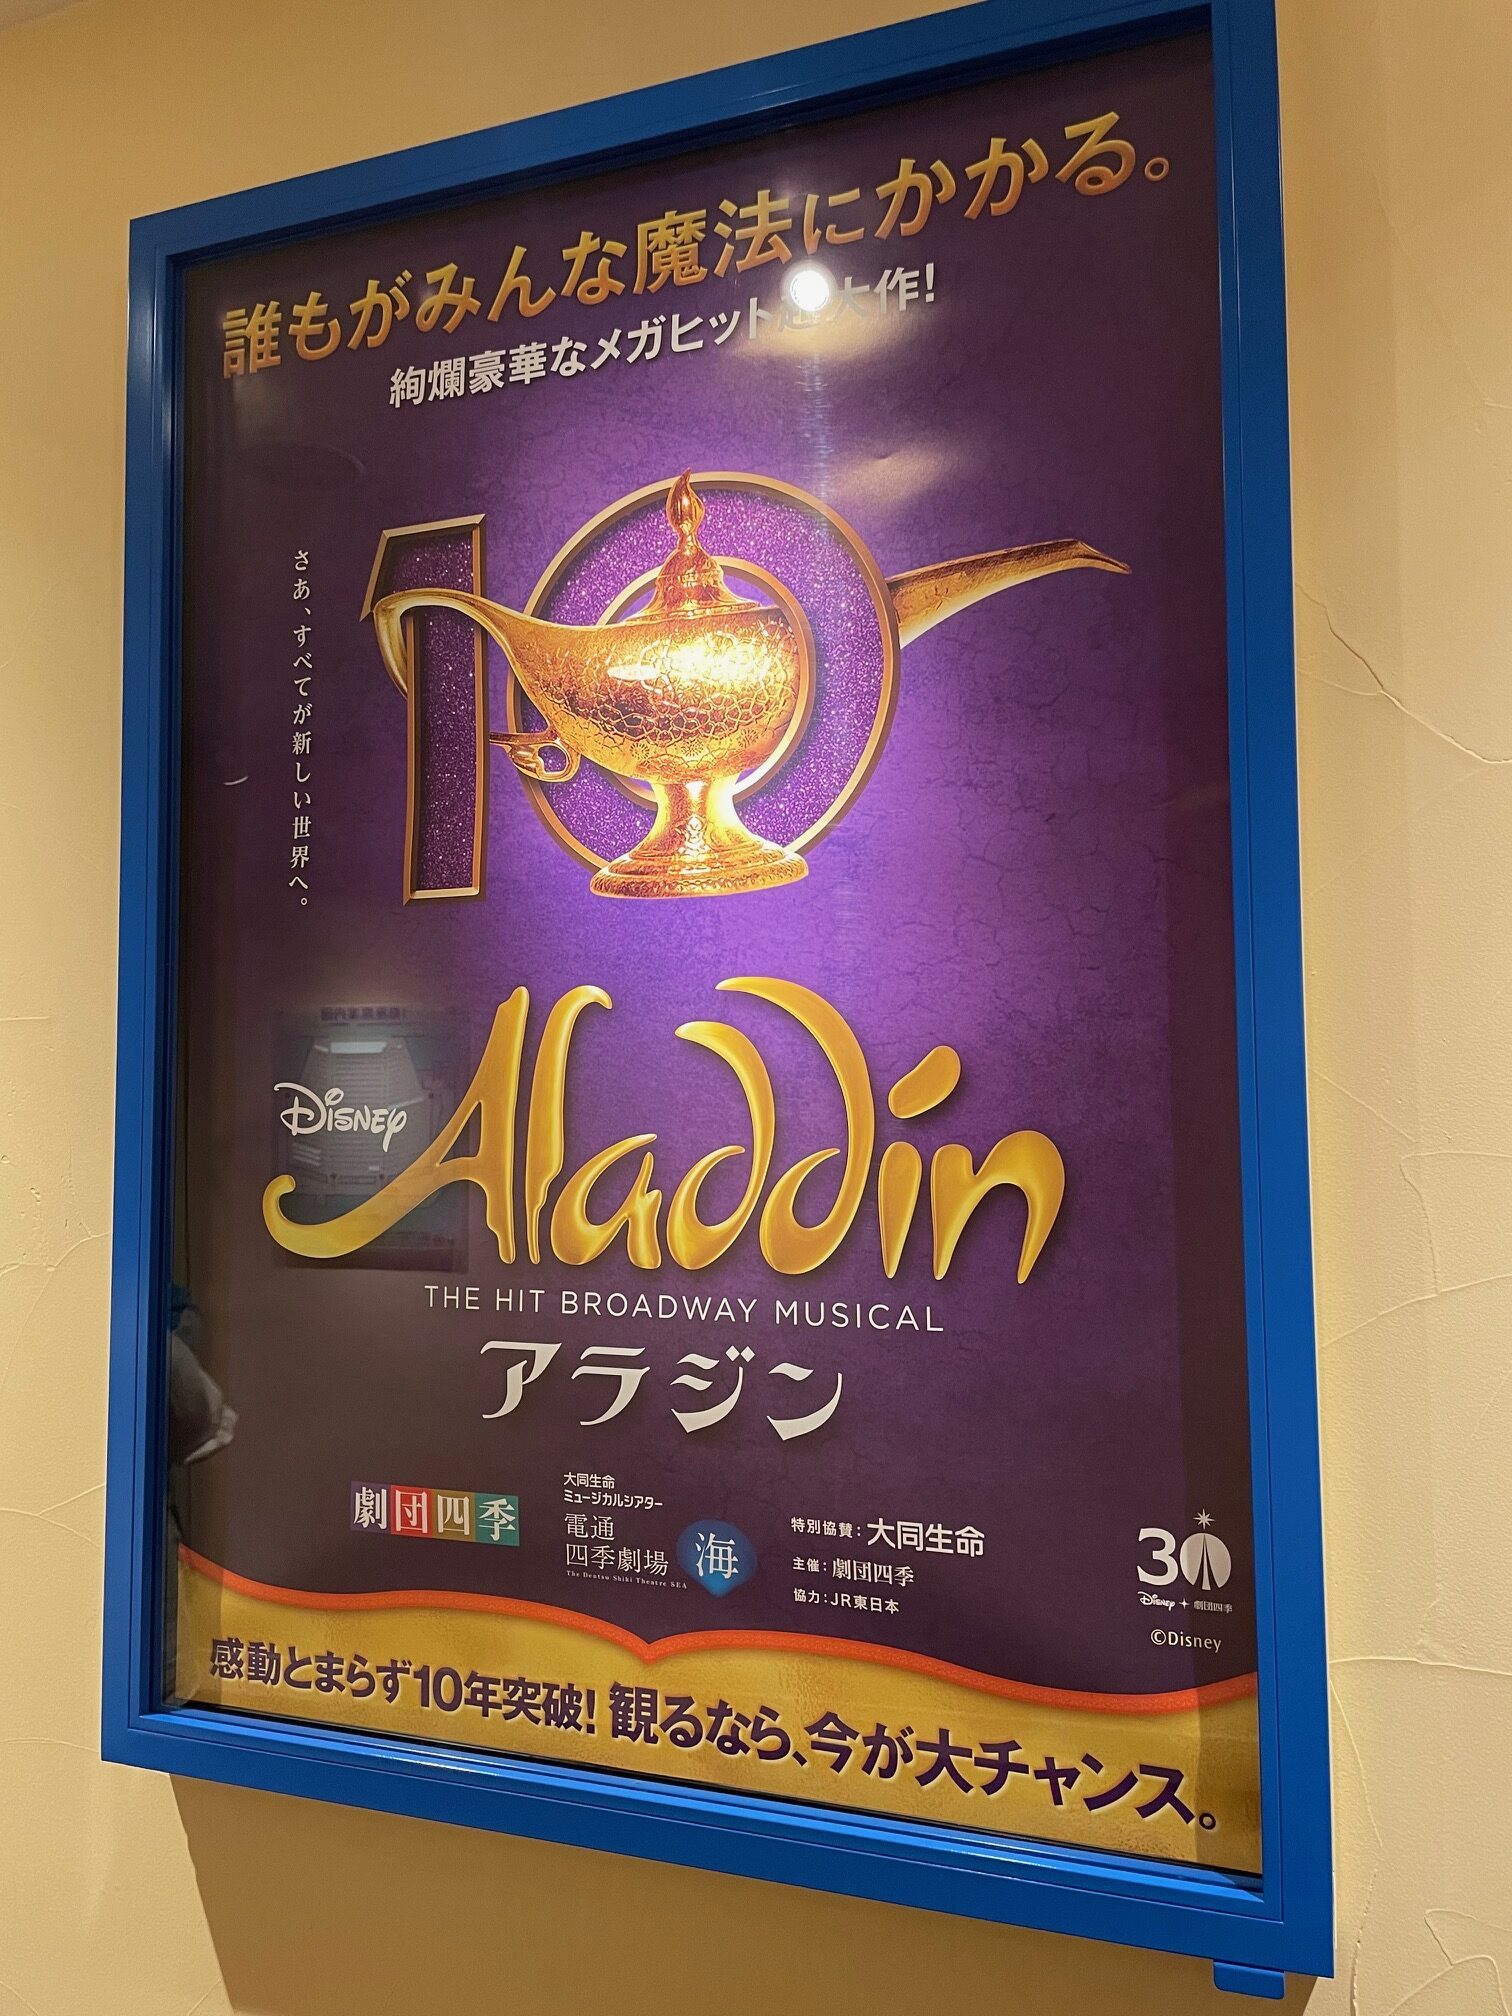 誰もがみんな魔法にかかる。
絢爛豪華なメガヒット超大作!
さあ、すべてが新しい世界へ。
10
Disney
Aladdin
THE HIT BROADWAY MUSICAL
アラジン
劇団四季
大同生命
ミュージカルシアター
電通
四季劇場
海
The Dentsu Shiki Theatre SEA
特別協賛:大同生命
主催:劇団四季
協力:JR東日本
30
Disney + 劇団四季
©Disney
感動とまらず10年突破!観るなら、今が大チャンス。